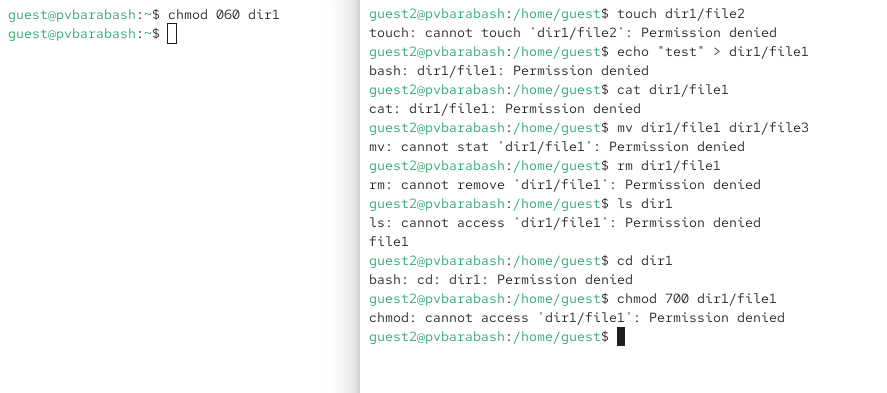 guest@pvbarabash:~$ chmod 060 dir1
guest@pvbarabash:~$
guest2@pvbarabash:/home/guest$ touch dir1/file2
touch: cannot touch 'dir1/file2': Permission denied
guest2@pvbarabash:/home/guest$ echo "test" > dir1/file1
bash: dir1/file1: Permission denied
guest2@pvbarabash:/home/guest$ cat dir1/file1
cat: dir1/file1: Permission denied
guest2@pvbarabash:/home/guest$ mv dir1/file1 dir1/file3
mv: cannot stat 'dir1/file1': Permission denied
guest2@pvbarabash:/home/guest$ rm dir1/file1
rm: cannot remove 'dir1/file1': Permission denied
guest2@pvbarabash:/home/guest$ ls dir1
ls: cannot access 'dir1/file1': Permission denied
file1
guest2@pvbarabash:/home/guest$ cd dir1
bash: cd: dir1: Permission denied
guest2@pvbarabash:/home/guest$ chmod 700 dir1/file1
chmod: cannot access 'dir1/file1': Permission denied
guest2@pvbarabash:/home/guest$